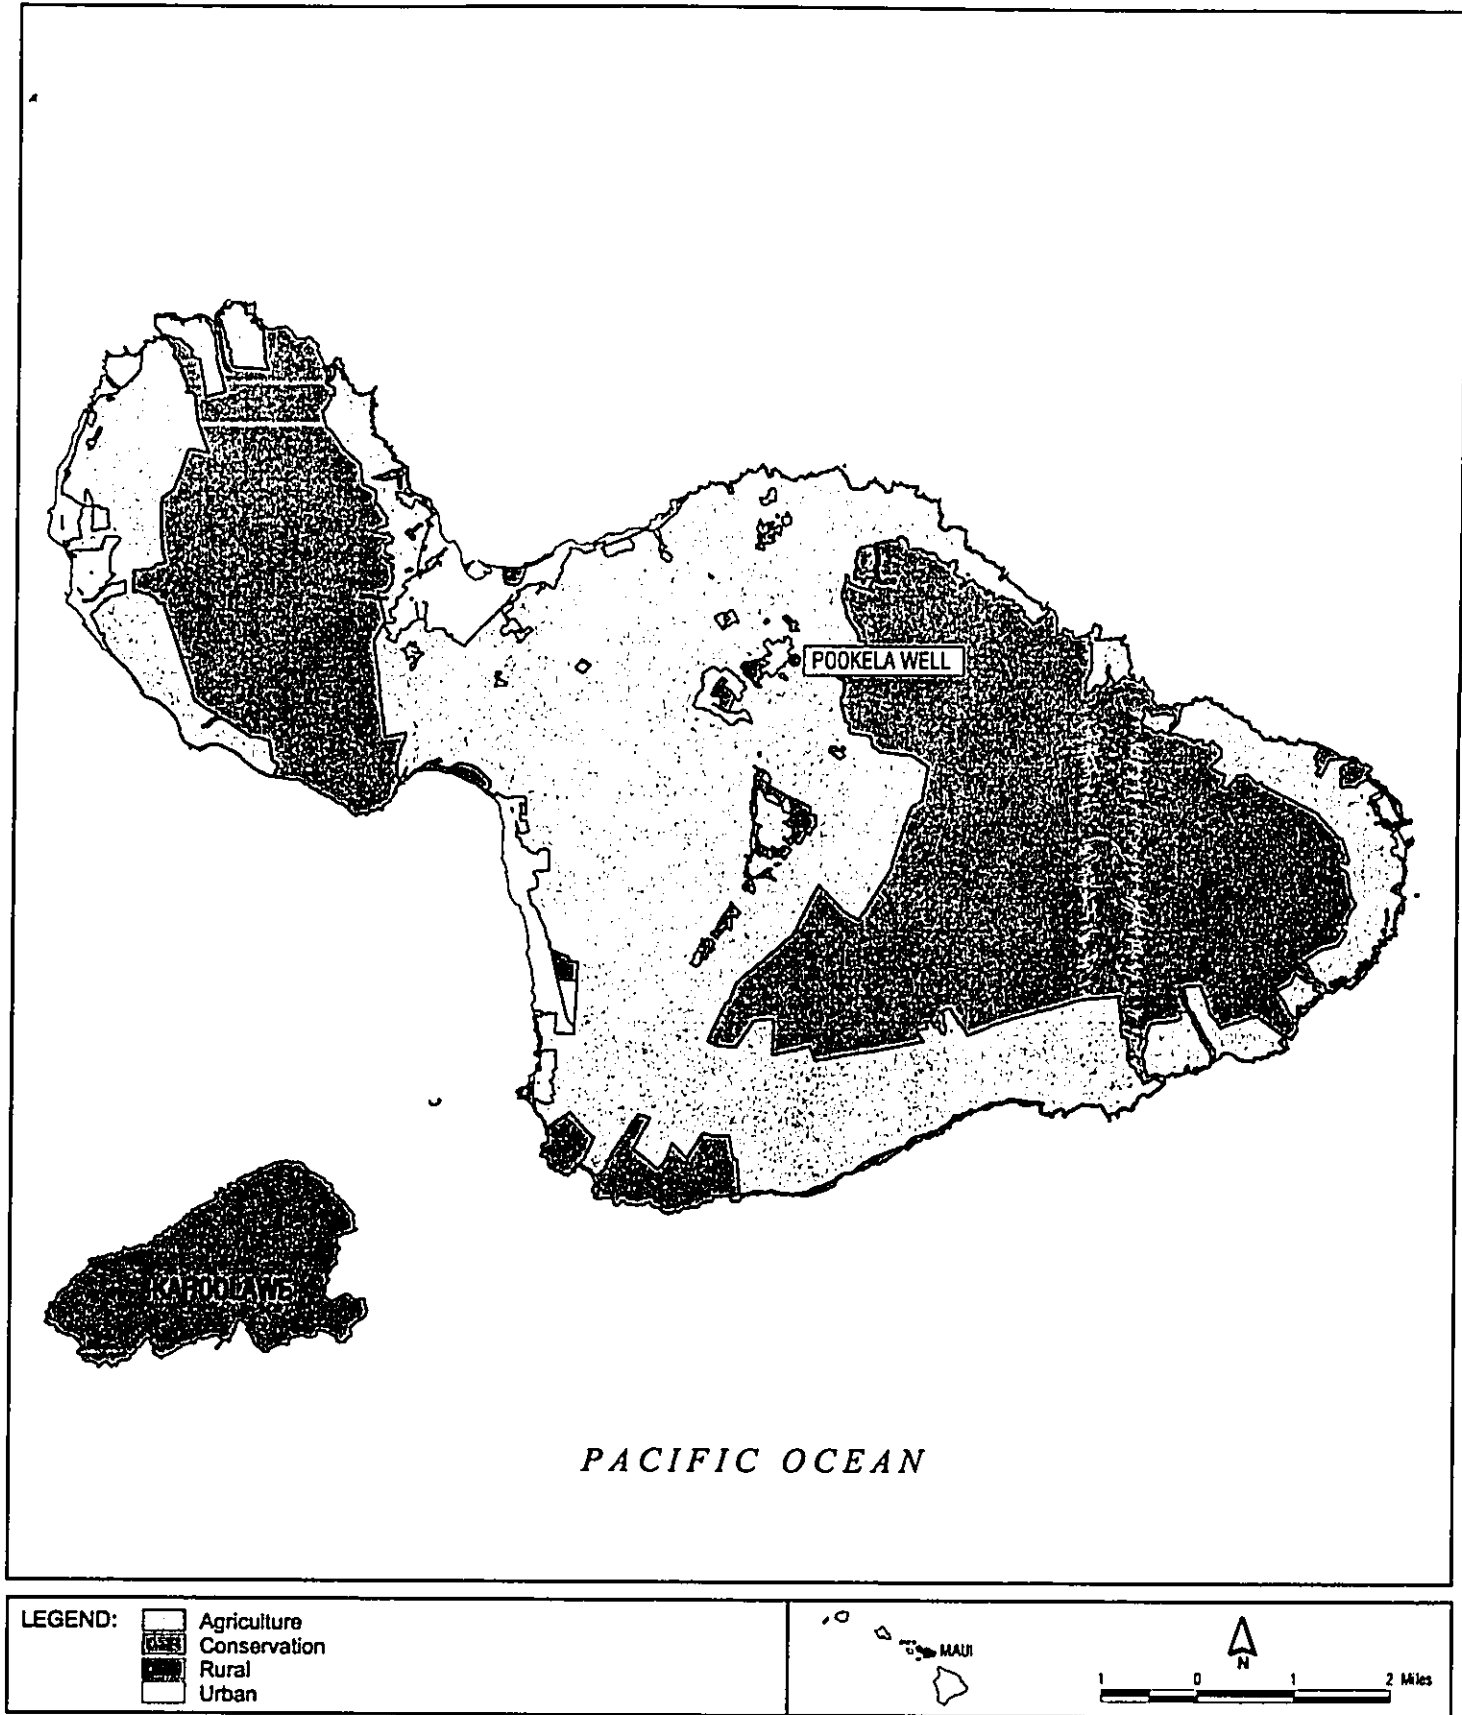 POOKELA WELL
KAHOOLAWE
PACIFIC OCEAN
LEGEND:
Agriculture
Conservation
Rural
Urban
MAUI
N
1 0 1 2 Miles